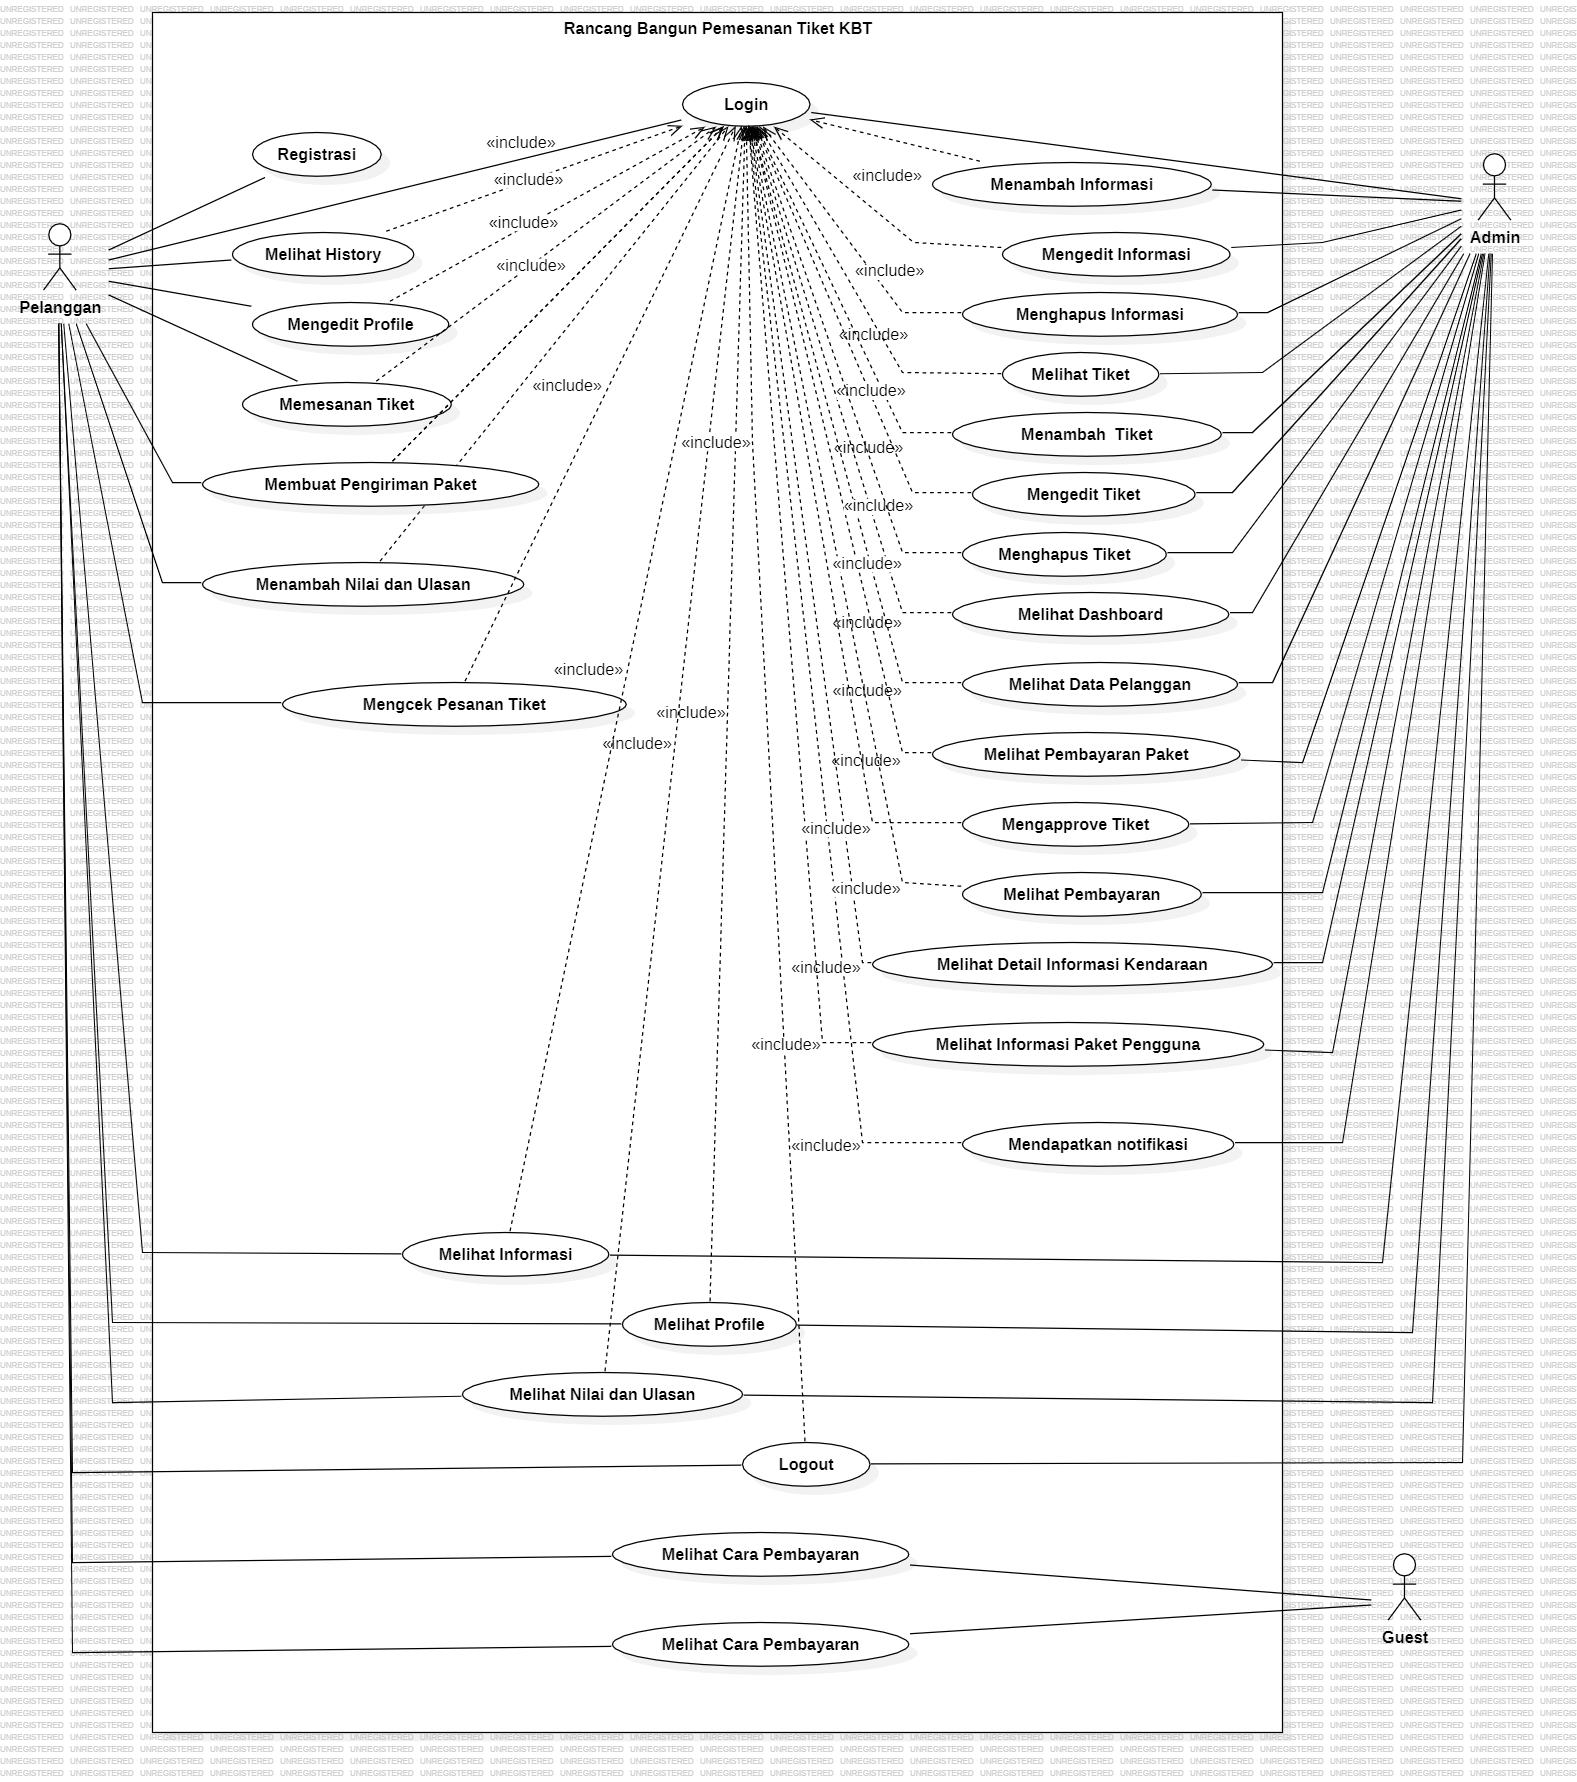 Rancang Bangun Pemesanan Tiket KBT
Login
Registrasi
«include»
Menambah Informasi
«include»
«include»
Admin
Melihat History
«include»
Mengedit Informasi
«include»
«include»
Pelanggan
Mengedit Profile
Menghapus Informasi
«include»
Melihat Tiket
«include»
«include»
Memesanan Tiket
Menambah  Tiket
«include»
«include»
Membuat Pengiriman Paket
Mengedit Tiket
«include»
Menghapus Tiket
«include»
Menambah Nilai dan Ulasan
Melihat Dashboard
«include»
«include»
Melihat Data Pelanggan
«include»
Mengcek Pesanan Tiket
«include»
«include»
Melihat Pembayaran Paket
«include»
Mengapprove Tiket
«include»
Melihat Pembayaran
«include»
Melihat Detail Informasi Kendaraan
«include»
Melihat Informasi Paket Pengguna
«include»
Mendapatkan notifikasi
«include»
Melihat Informasi
Melihat Profile
Melihat Nilai dan Ulasan
Logout
Melihat Cara Pembayaran
Guest
Melihat Cara Pembayaran
UNREGISTERED